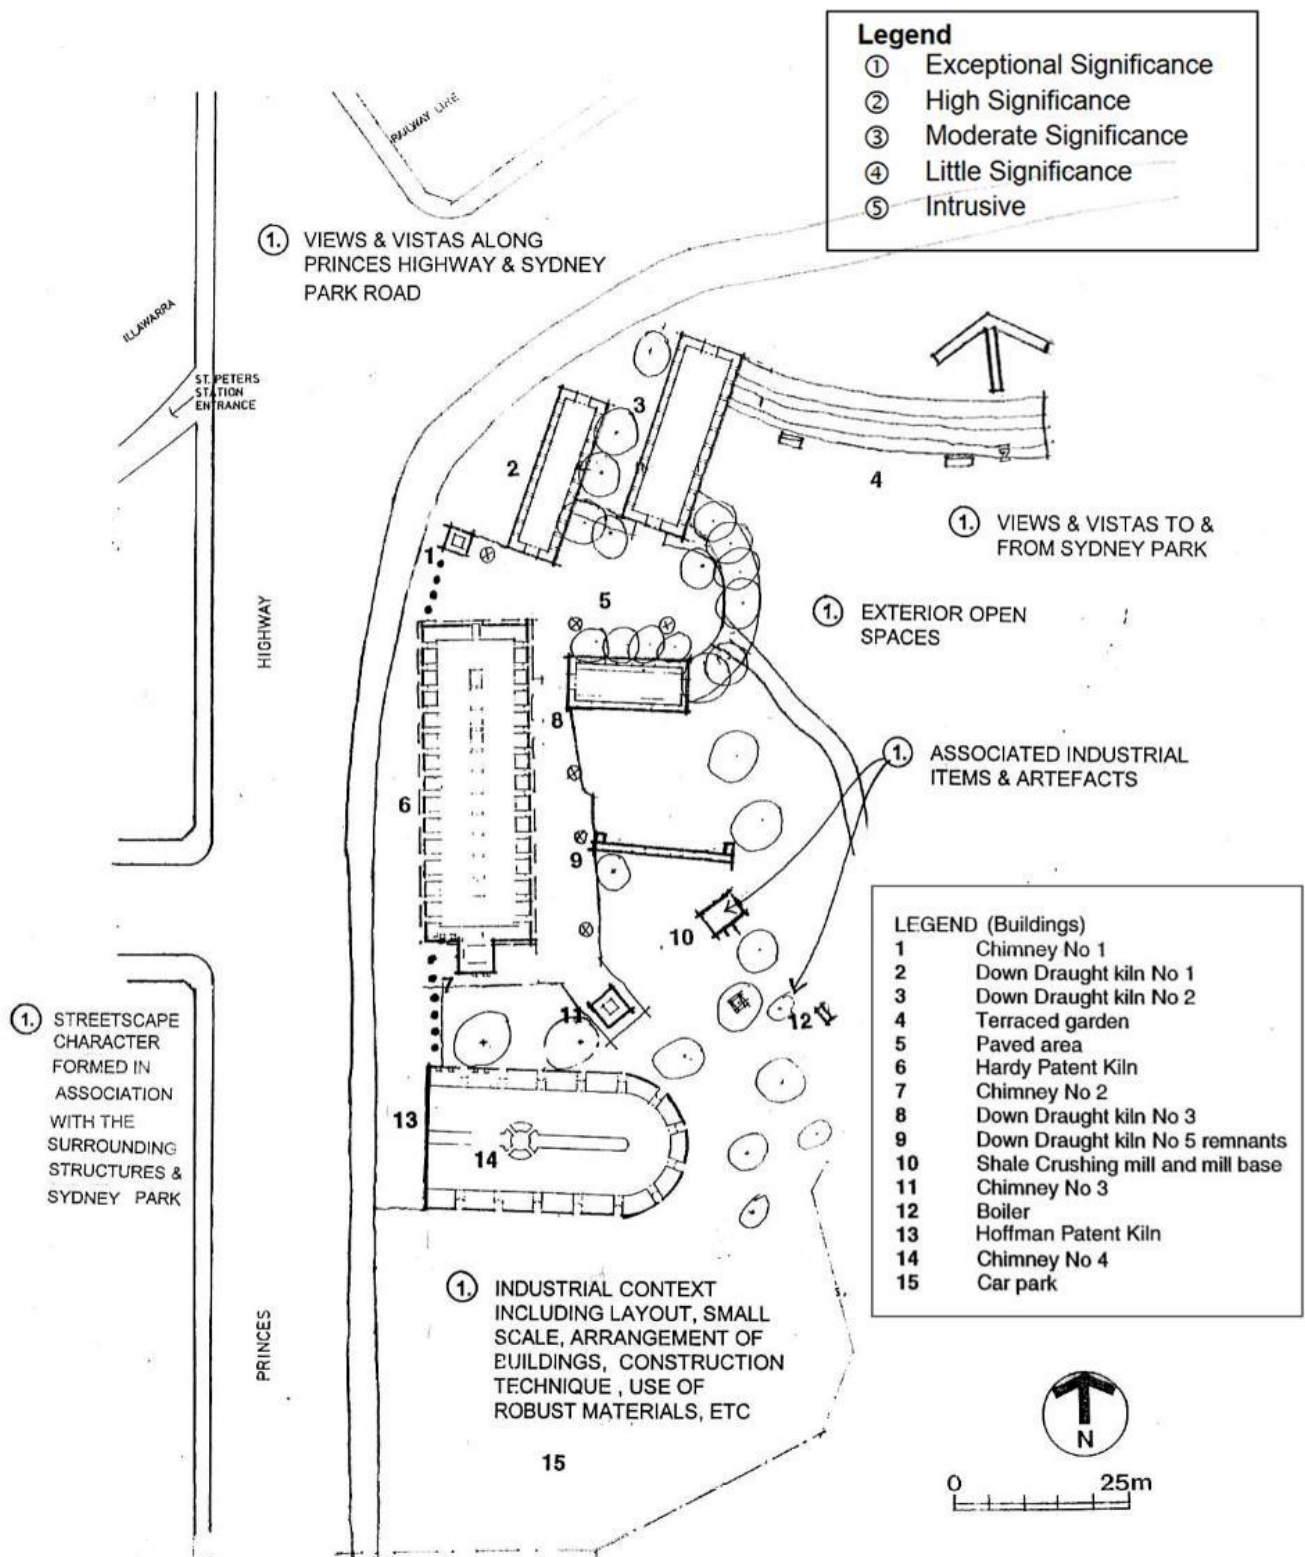 Legend
① Exceptional Significance
② High Significance
③ Moderate Significance
④ Little Significance
⑤ Intrusive
RAILWAY LINE
1. VIEWS & VISTAS ALONG
PRINCES HIGHWAY & SYDNEY
PARK ROAD
ILLAWARRA
ST. PETERS
STATION
ENTRANCE
3
2
4
1. VIEWS & VISTAS TO &
FROM SYDNEY PARK
1
5
1. EXTERIOR OPEN
SPACES
HIGHWAY
8
1. ASSOCIATED INDUSTRIAL
ITEMS & ARTEFACTS
6
9
10
7
11
12
1. STREETSCAPE
CHARACTER
FORMED IN
ASSOCIATION
WITH THE
SURROUNDING
STRUCTURES &
SYDNEY PARK
13
14
LEGEND (Buildings)
1 Chimney No 1
2 Down Draught kiln No 1
3 Down Draught kiln No 2
4 Terraced garden
5 Paved area
6 Hardy Patent Kiln
7 Chimney No 2
8 Down Draught kiln No 3
9 Down Draught kiln No 5 remnants
10 Shale Crushing mill and mill base
11 Chimney No 3
12 Boiler
13 Hoffman Patent Kiln
14 Chimney No 4
15 Car park
1. INDUSTRIAL CONTEXT
INCLUDING LAYOUT, SMALL
SCALE, ARRANGEMENT OF
BUILDINGS, CONSTRUCTION
TECHNIQUE , USE OF
ROBUST MATERIALS, ETC
PRINCES
15
N
0 25m